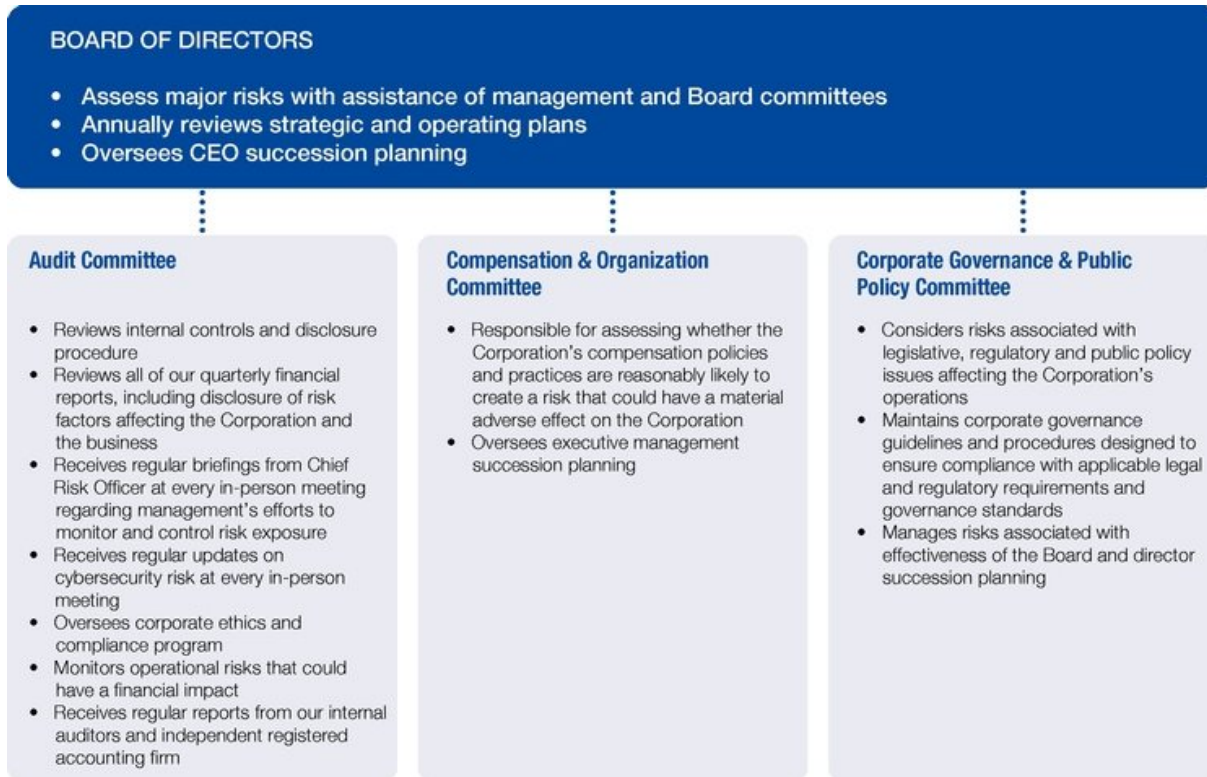 BOARD OF DIRECTORS
• Assess major risks with assistance of management and Board committees
• Annually reviews strategic and operating plans
• Oversees CEO succession planning
Audit Committee
• Reviews internal controls and disclosure
procedure
• Reviews all of our quarterly financial
reports, including disclosure of risk
factors affecting the Corporation and
the business
• Receives regular briefings from Chief
Risk Officer at every in-person meeting
regarding management's efforts to
monitor and control risk exposure
• Receives regular updates on
cybersecurity risk at every in-person
meeting
• Oversees corporate ethics and
compliance program
• Monitors operational risks that could
have a financial impact
• Receives regular reports from our internal
auditors and independent registered
accounting firm
Compensation & Organization
Committee
• Responsible for assessing whether the
Corporation's compensation policies
and practices are reasonably likely to
create a risk that could have a material
adverse effect on the Corporation
• Oversees executive management
succession planning
Corporate Governance & Public
Policy Committee
• Considers risks associated with
legislative, regulatory and public policy
issues affecting the Corporation's
operations
• Maintains corporate governance
guidelines and procedures designed to
ensure compliance with applicable legal
and regulatory requirements and
governance standards
• Manages risks associated with
effectiveness of the Board and director
succession planning